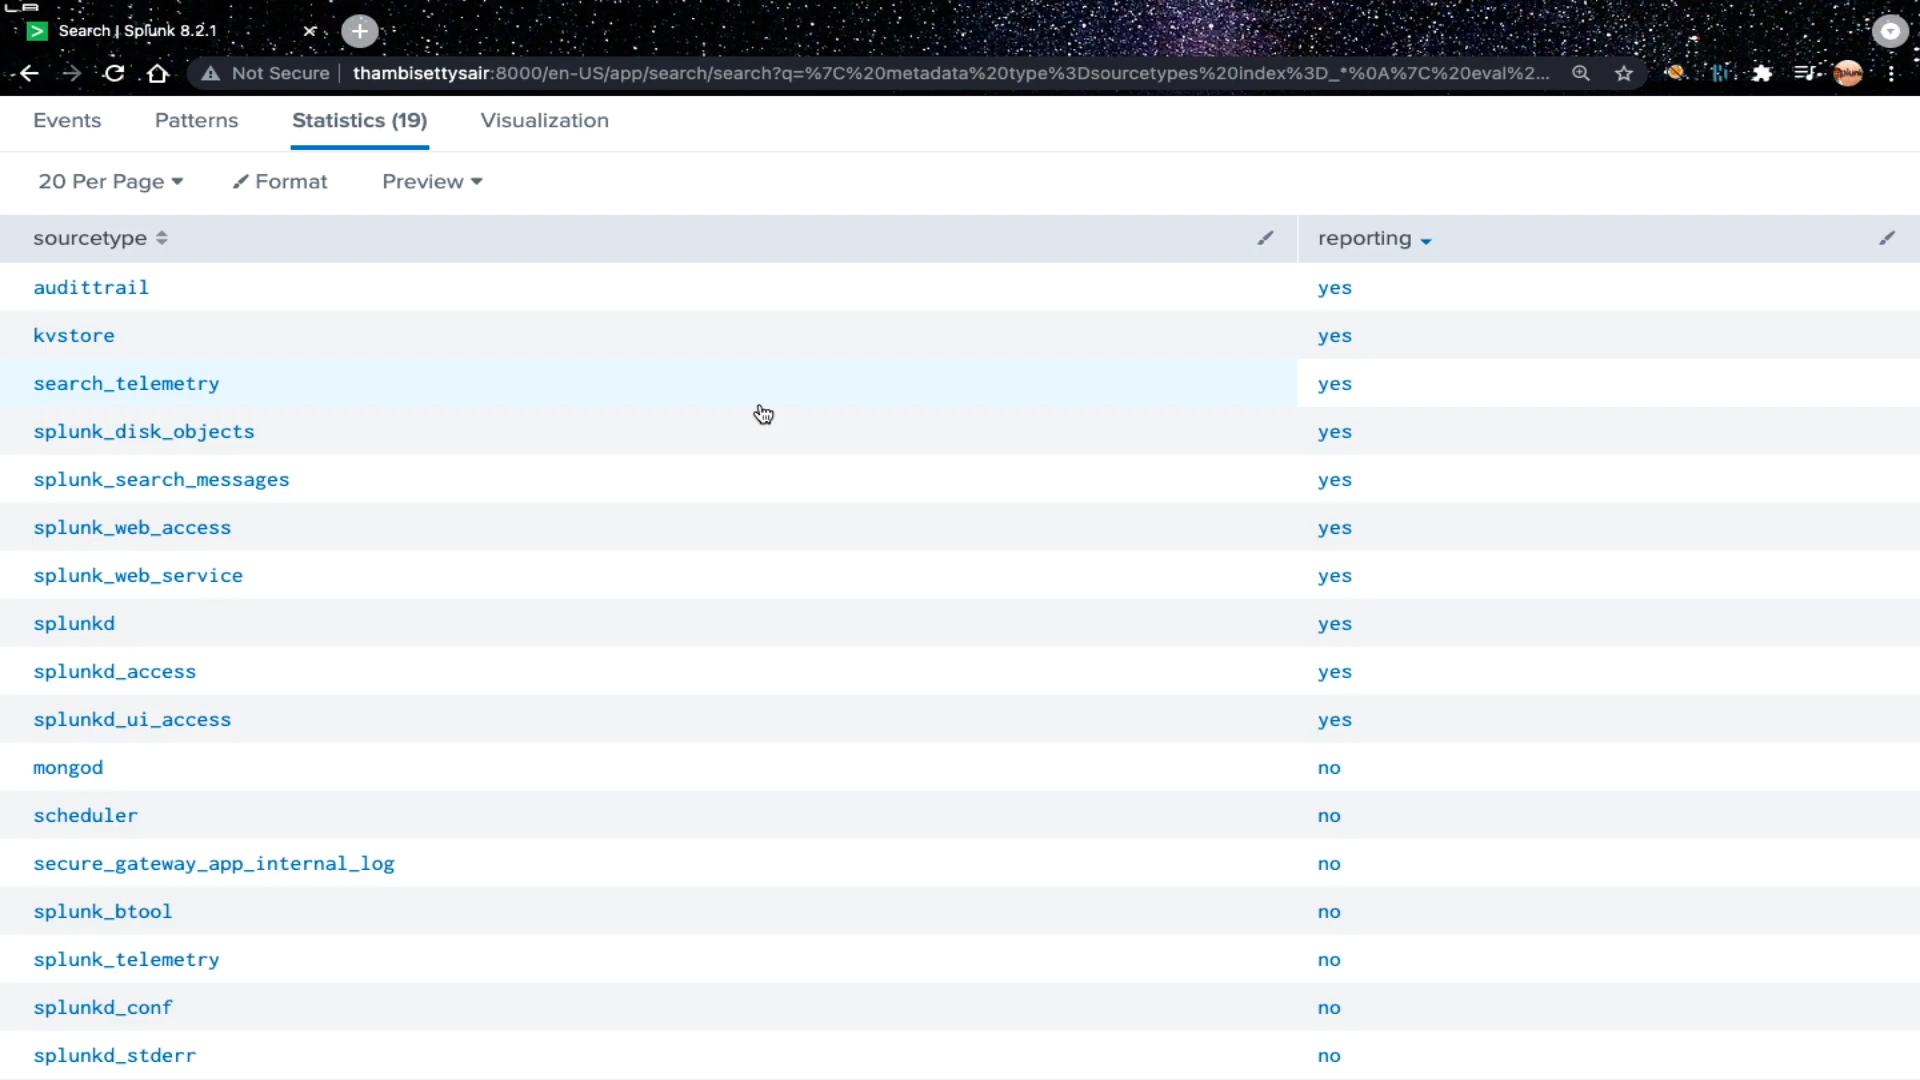 Search | Splunk 8.2.1
Not Secure | thambisettysair:8000/en-US/app/search/search?q=%7C%20metadata%20type%3Dsourcetypes%20index%3D_*%0A%7C%20eval%2...
Events Patterns Statistics (19) Visualization
20 Per Page Format Preview
sourcetype reporting
audittrail yes
kvstore yes
search_telemetry yes
splunk_disk_objects yes
splunk_search_messages yes
splunk_web_access yes
splunk_web_service yes
splunkd yes
splunkd_access yes
splunkd_ui_access yes
mongod no
scheduler no
secure_gateway_app_internal_log no
splunk_btool no
splunk_telemetry no
splunkd_conf no
splunkd_stderr no